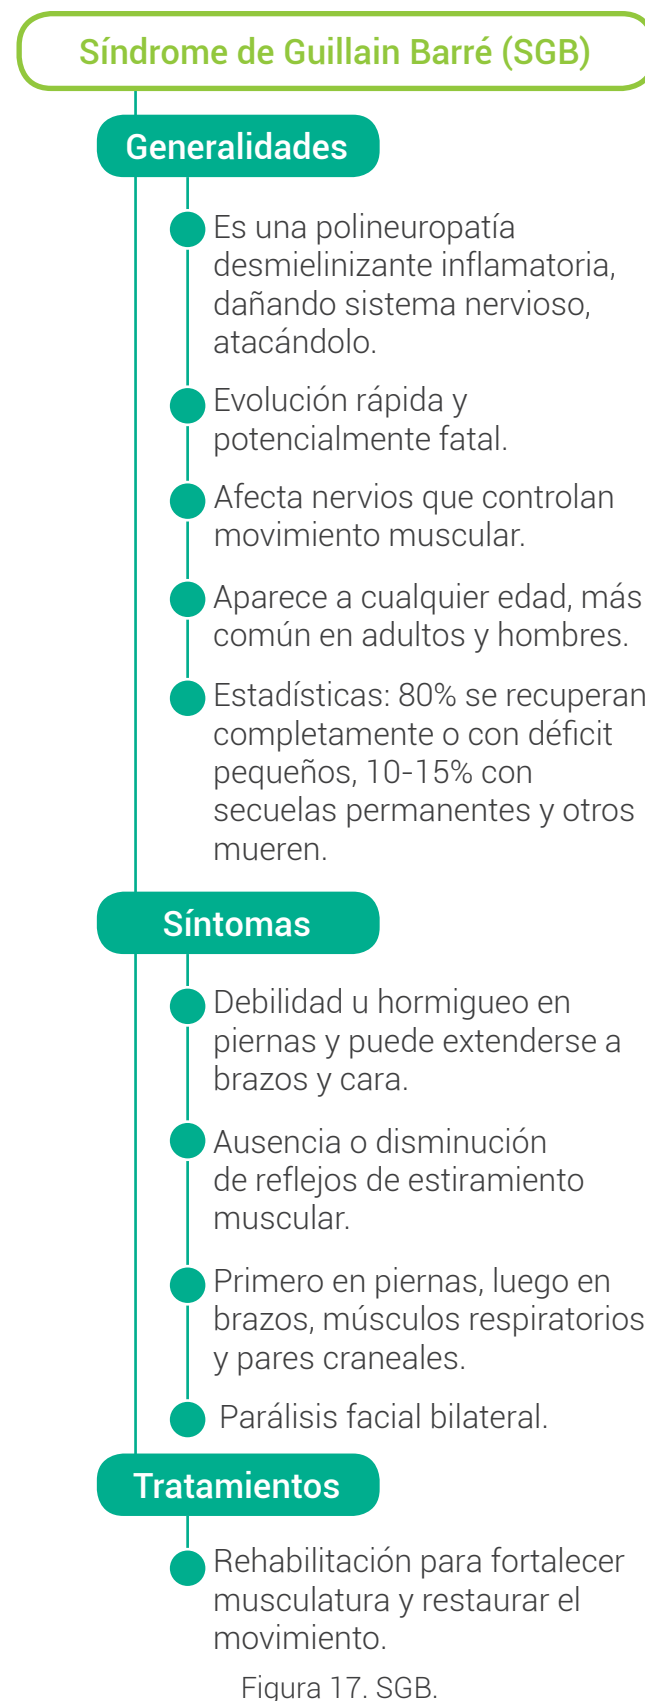 Síndrome de Guillain Barré (SGB)
Generalidades
Es una polineuropatía
desmielinizante inflamatoria,
dañando sistema nervioso,
atacándolo.
Evolución rápida y
potencialmente fatal.
Afecta nervios que controlan
movimiento muscular.
Aparece a cualquier edad, más
común en adultos y hombres.
Estadísticas: 80% se recuperan
completamente o con déficit
pequeños, 10-15% con
secuelas permanentes y otros
mueren.
Síntomas
Debilidad u hormigueo en
piernas y puede extenderse a
brazos y cara.
Ausencia o disminución
de reflejos de estiramiento
muscular.
Primero en piernas, luego en
brazos, músculos respiratorios
y pares craneales.
Parálisis facial bilateral.
Tratamientos
Rehabilitación para fortalecer
musculatura y restaurar el
movimiento.
Figura 17. SGB.